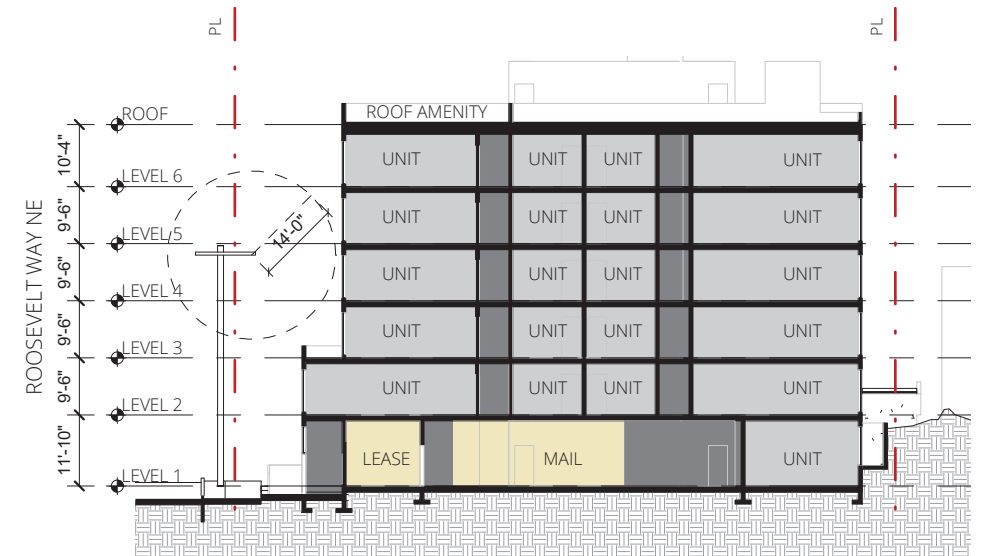 PL
PL
ROOF
ROOF AMENITY
10'-4"
UNIT
UNIT
UNIT
UNIT
LEVEL 6
9'-6"
UNIT
UNIT
UNIT
UNIT
LEVEL 5
14'-0"
9'-6"
UNIT
UNIT
UNIT
UNIT
LEVEL 4
ROOSEVELT WAY NE
9'-6"
UNIT
UNIT
UNIT
UNIT
LEVEL 3
9'-6"
UNIT
UNIT
UNIT
UNIT
LEVEL 2
11'-10"
LEASE
MAIL
UNIT
LEVEL 1